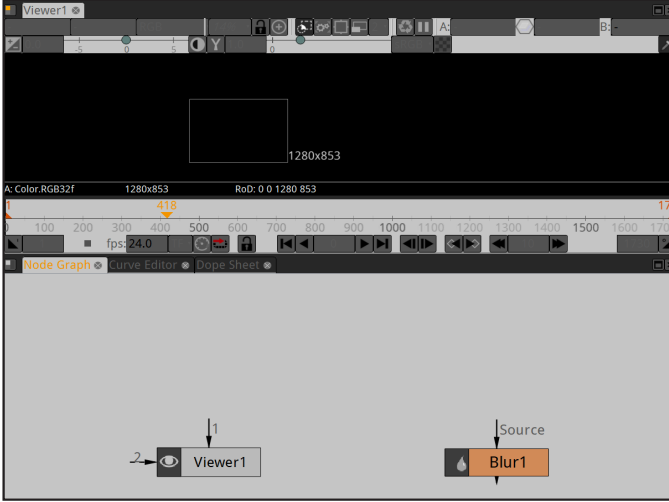 Viewer1
A:
B: -
-5 0 5
0
1280x853
A: Color.RGB32f 1280x853 RoD: 0 0 1280 853
1 418 17
0 100 200 300 400 500 600 700 800 900 1000 1100 1200 1300 1400 1500 1600 170
fps: 24.0
Node Graph Curve Editor Dope Sheet
1
Source
2
Viewer1
Blur1